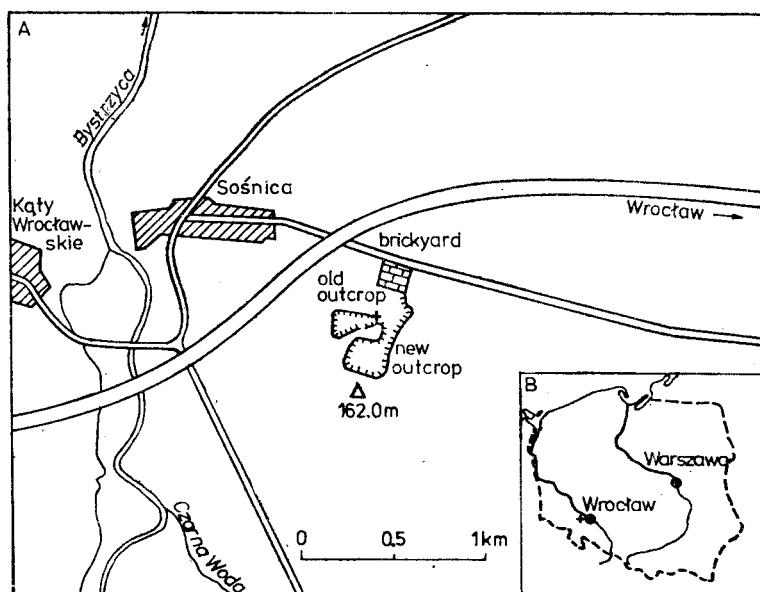 A
Bystrzyca
Sośnica
Kąty
Wrocław-
skie
Wrocław
brickyard
old
outcrop
new
outcrop
162.0m
Czarna Woda
0 0,5 1km
B
Warszawa
Wrocław